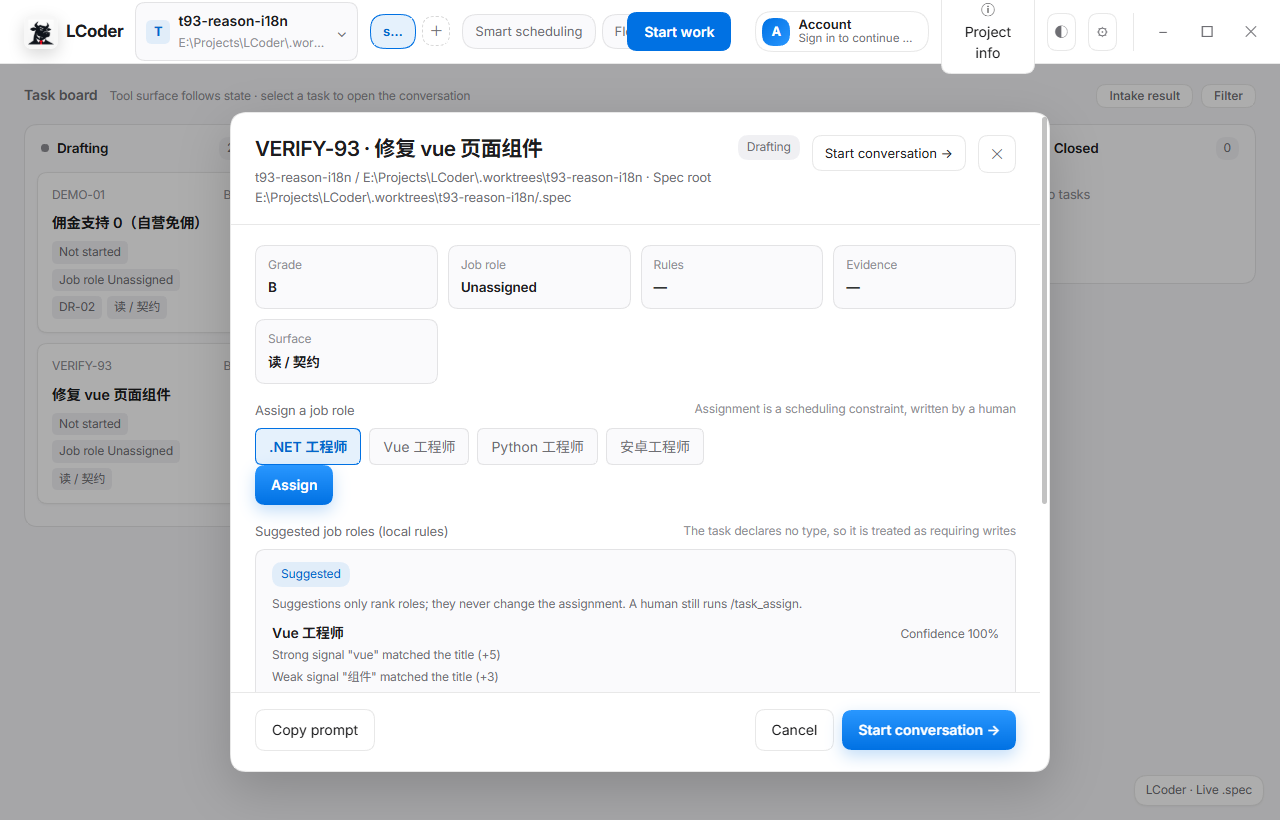 LCoder
T
t93-reason-i18n
E:\Projects\LCoder\.wor...
s...
+
Smart scheduling
Start work
A
Account
Sign in to continue ...
Project
info
Task board
Tool surface follows state · select a task to open the conversation
Intake result
Filter
Drafting
DEMO-01
佣金支持 0（自营免佣）
Not started
Job role Unassigned
DR-02
读 / 契约
VERIFY-93
修复 vue 页面组件
Not started
Job role Unassigned
读 / 契约
Closed
0
tasks
VERIFY-93 · 修复 vue 页面组件
Drafting
Start conversation →
t93-reason-i18n / E:\Projects\LCoder\.worktrees\t93-reason-i18n · Spec root
E:\Projects\LCoder\.worktrees\t93-reason-i18n/.spec
Grade
B
Job role
Unassigned
Rules
—
Evidence
—
Surface
读 / 契约
Assign a job role
Assignment is a scheduling constraint, written by a human
.NET 工程师
Vue 工程师
Python 工程师
安卓工程师
Assign
Suggested job roles (local rules)
The task declares no type, so it is treated as requiring writes
Suggested
Suggestions only rank roles; they never change the assignment. A human still runs /task_assign.
Vue 工程师
Confidence 100%
Strong signal "vue" matched the title (+5)
Weak signal "组件" matched the title (+3)
Copy prompt
Cancel
Start conversation →
LCoder · Live .spec